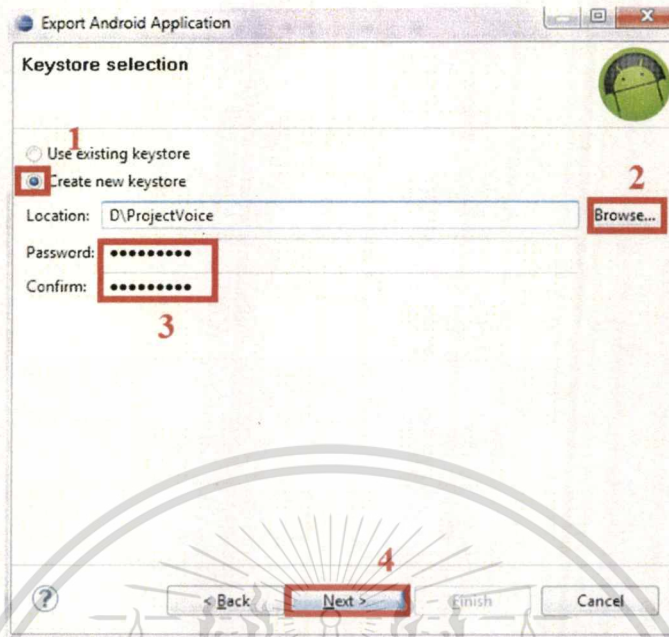 Export Android Application
Keystore selection
1
Use existing keystore
Create new keystore
2
Location: D\ProjectVoice Browse...
Password: •••••••••
Confirm: •••••••••
3
4
? < Back Next > Finish Cancel